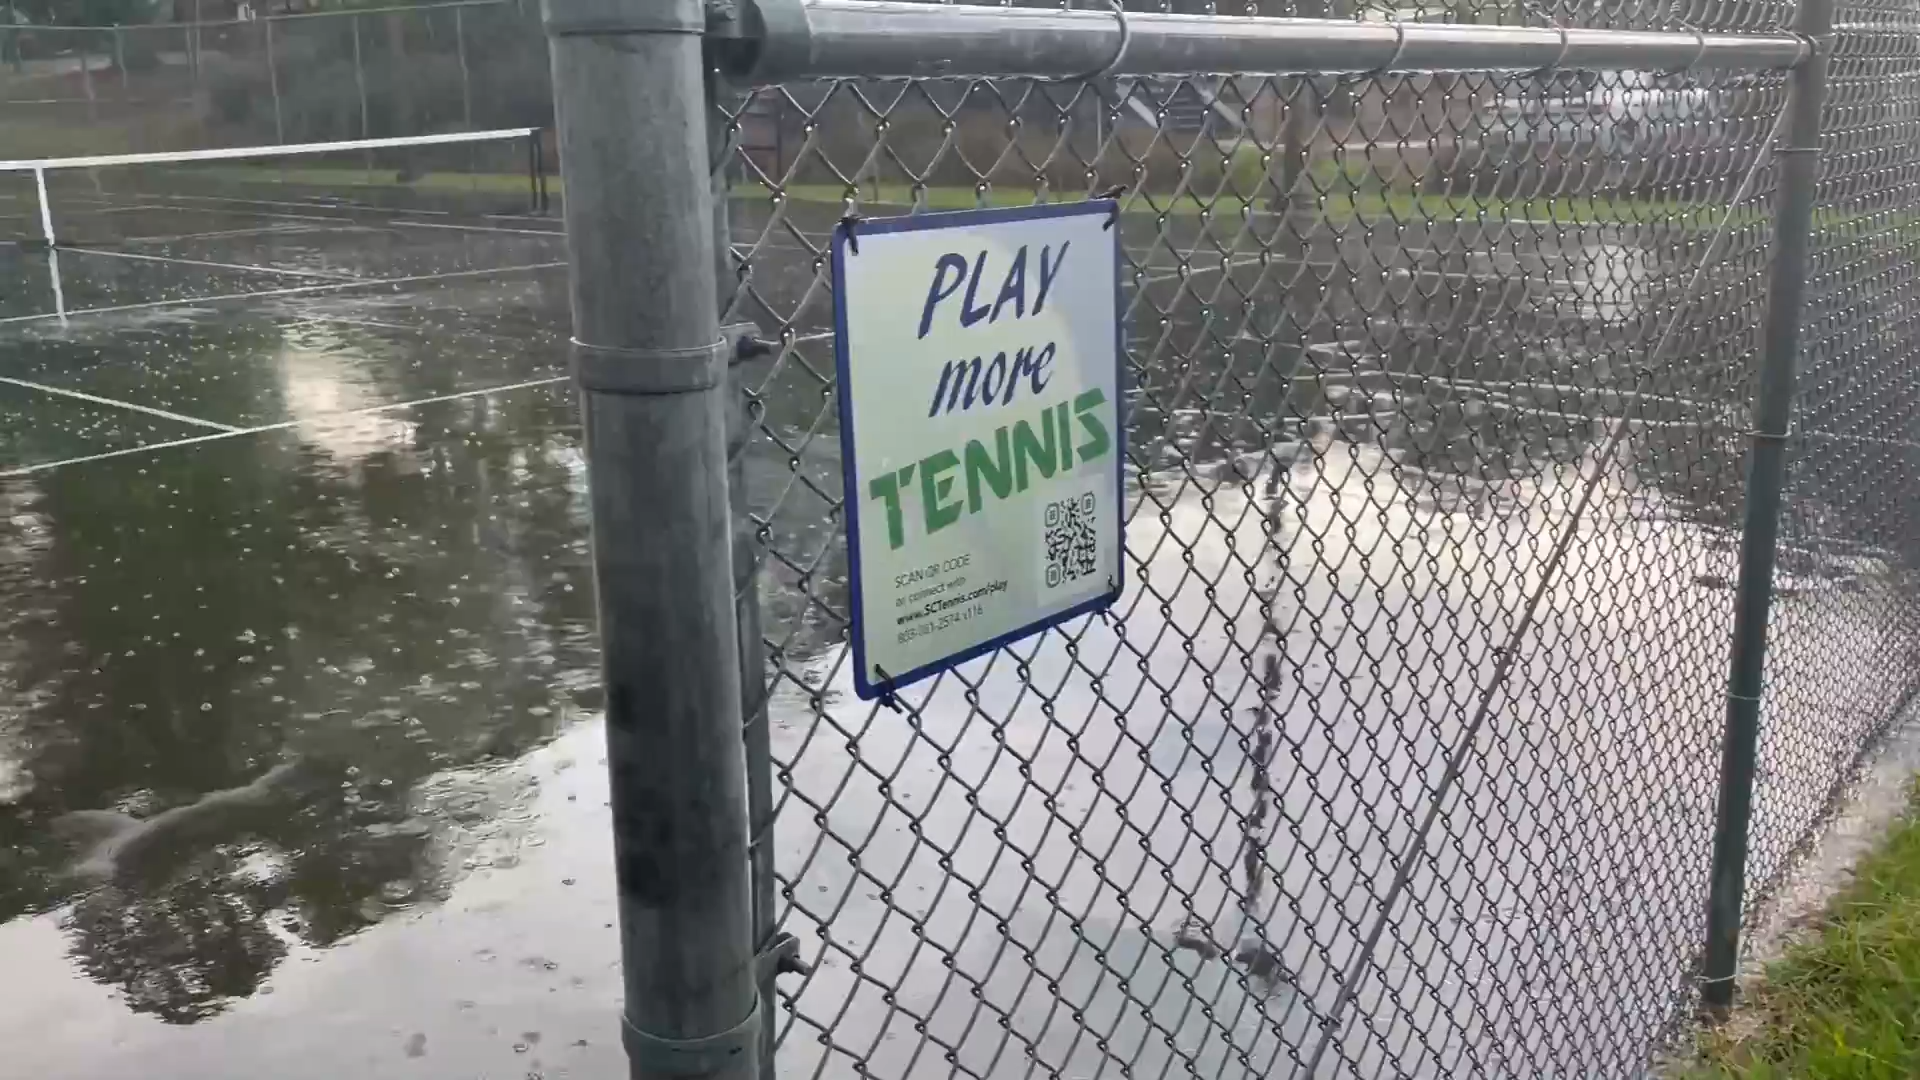 PLAY
more
TENNIS
SCAN QR CODE
or connect with
www.SCTennis.com/play